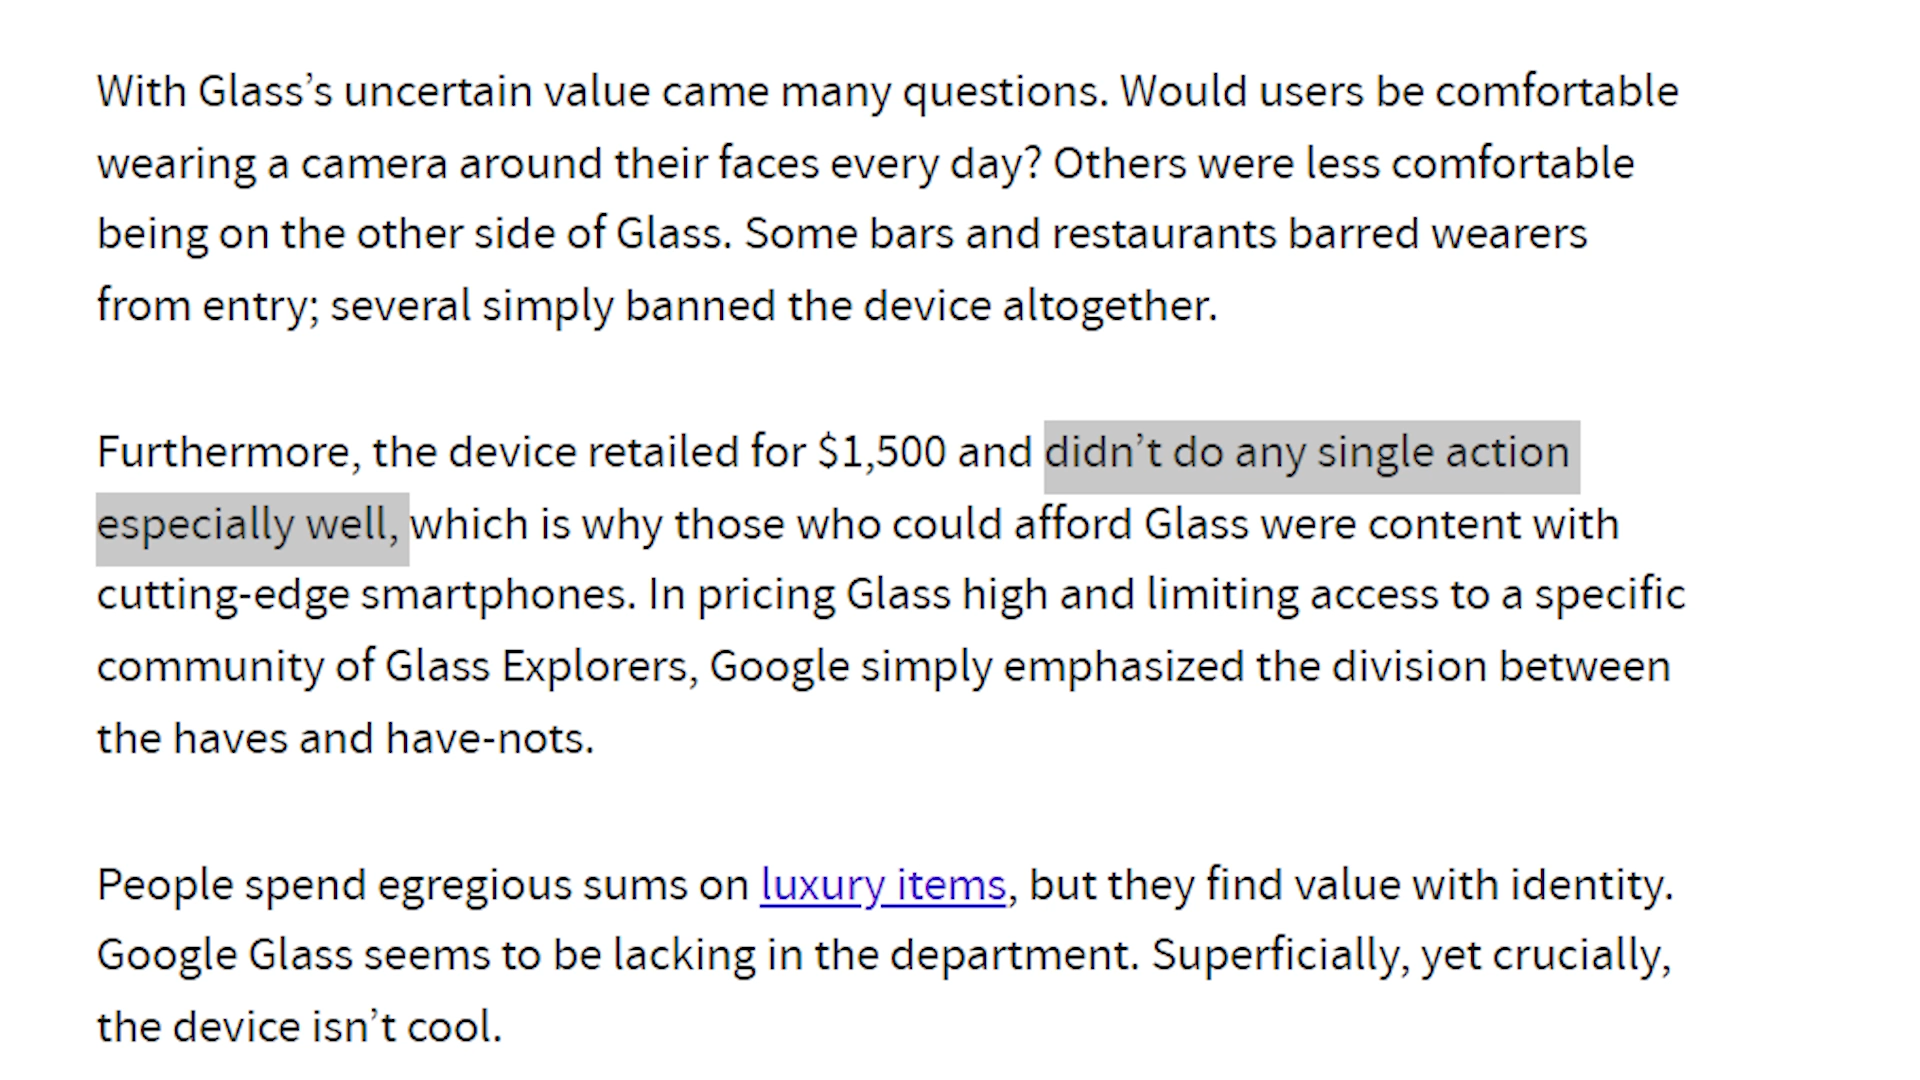 With Glass’s uncertain value came many questions. Would users be comfortable
wearing a camera around their faces every day? Others were less comfortable
being on the other side of Glass. Some bars and restaurants barred wearers
from entry; several simply banned the device altogether.
Furthermore, the device retailed for $1,500 and didn’t do any single action
especially well, which is why those who could afford Glass were content with
cutting-edge smartphones. In pricing Glass high and limiting access to a specific
community of Glass Explorers, Google simply emphasized the division between
the haves and have-nots.
People spend egregious sums on luxury items, but they find value with identity.
Google Glass seems to be lacking in the department. Superficially, yet crucially,
the device isn’t cool.